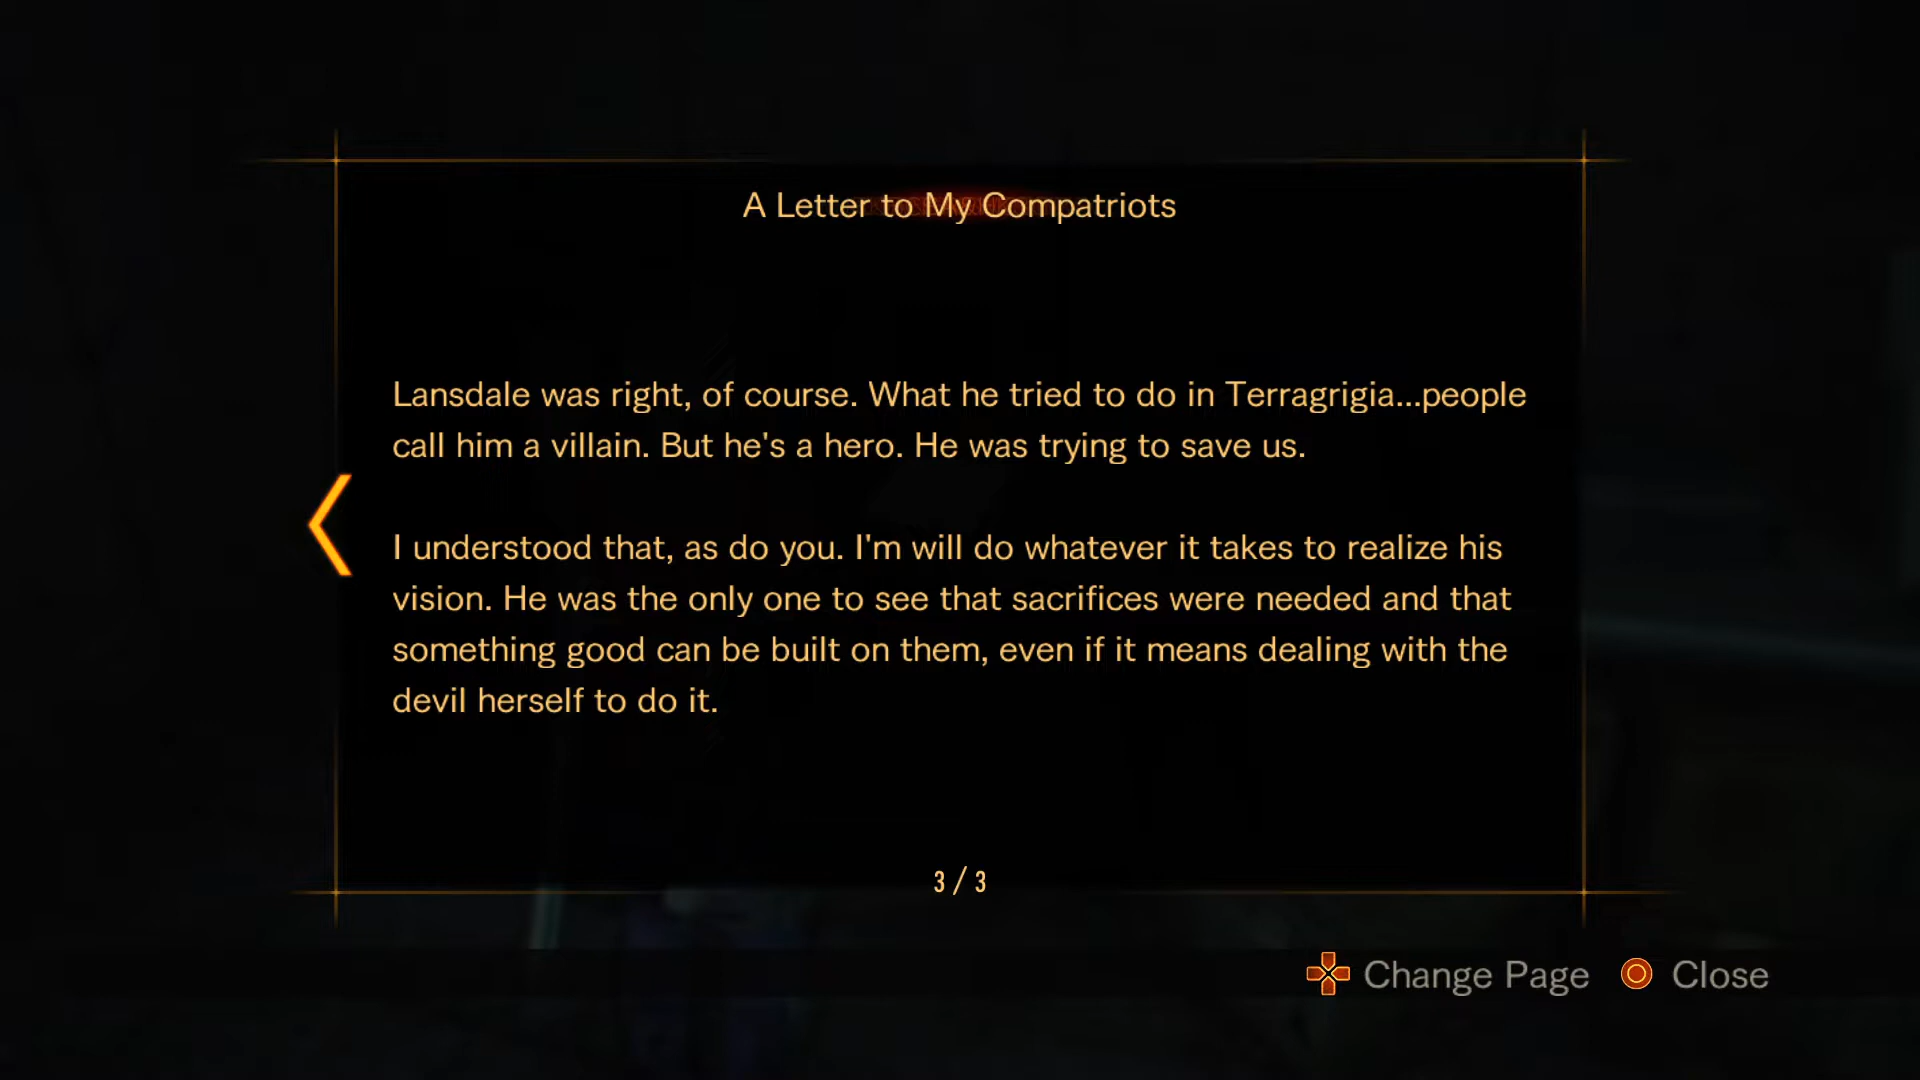 A Letter to My Compatriots
Lansdale was right, of course. What he tried to do in Terragrigia...people
call him a villain. But he's a hero. He was trying to save us.
I understood that, as do you. I'm will do whatever it takes to realize his
vision. He was the only one to see that sacrifices were needed and that
something good can be built on them, even if it means dealing with the
devil herself to do it.
3 / 3
Change Page Close